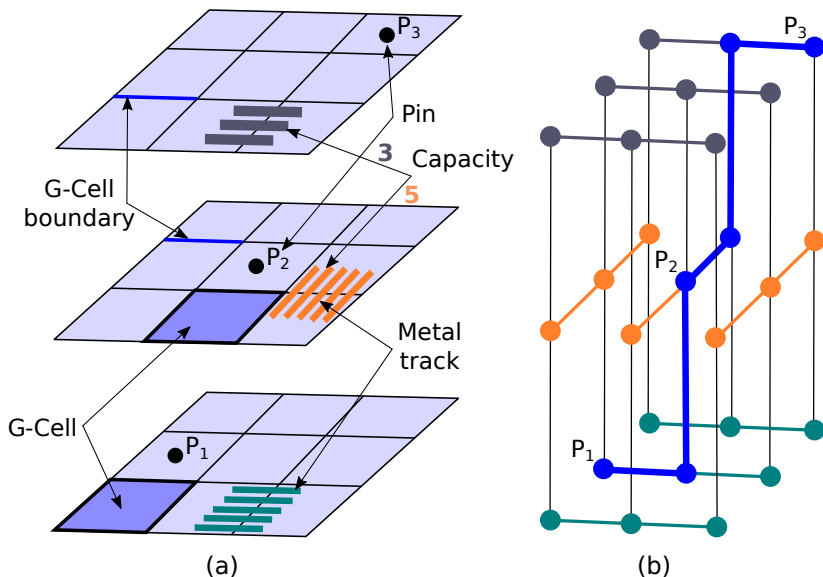 P3
Pin
3
Capacity
5
G-Cell
boundary
P2
Metal
track
G-Cell
P1
(a)
P3
P2
P1
(b)